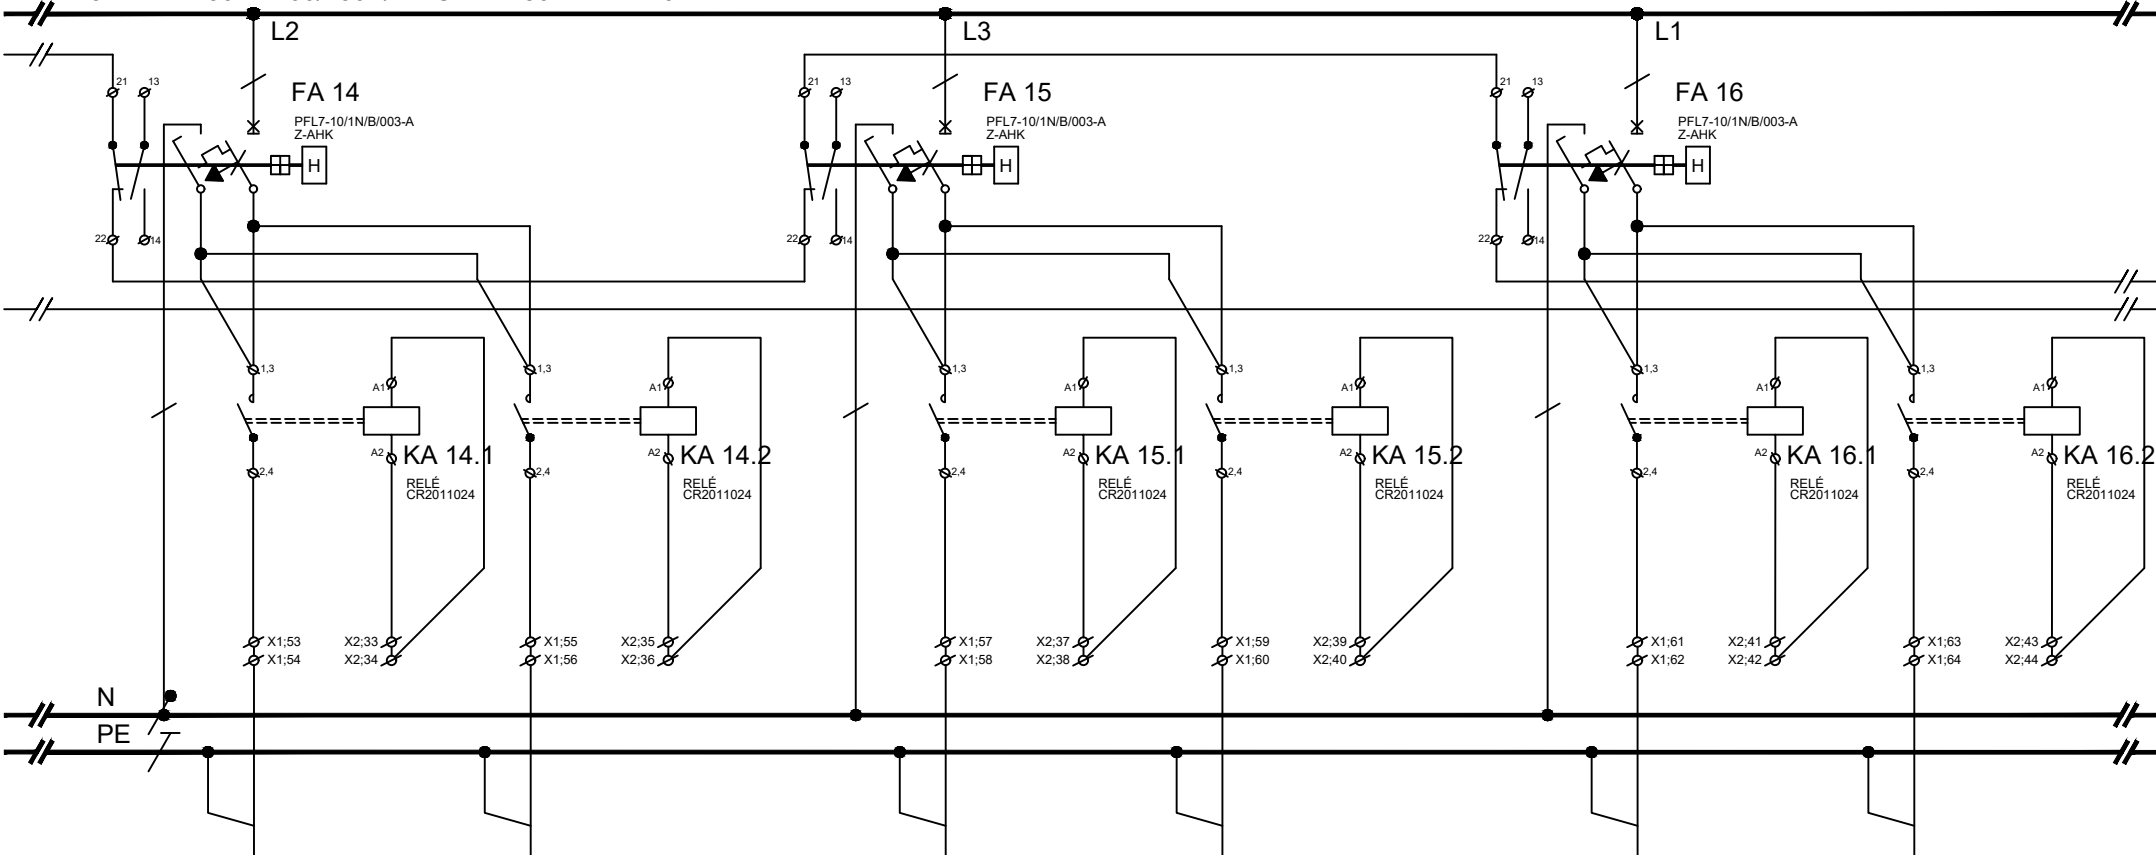 L2
L3
L1
21
13
FA 14
PFL7-10/1N/B/003-A
Z-AHK
H
22
14
21
13
FA 15
PFL7-10/1N/B/003-A
Z-AHK
H
22
14
21
13
FA 16
PFL7-10/1N/B/003-A
Z-AHK
H
22
14
1,3
A1
A2
2,4
KA 14.1
RELÉ
CR2011024
1,3
A1
A2
2,4
KA 14.2
RELÉ
CR2011024
1,3
A1
A2
2,4
KA 15.1
RELÉ
CR2011024
1,3
A1
A2
2,4
KA 15.2
RELÉ
CR2011024
1,3
A1
A2
2,4
KA 16.1
RELÉ
CR2011024
1,3
A1
A2
2,4
KA 16.2
RELÉ
CR2011024
X1;53
X1;54
X2;33
X2;34
X1;55
X1;56
X2;35
X2;36
X1;57
X1;58
X2;37
X2;38
X1;59
X1;60
X2;39
X2;40
X1;61
X1;62
X2;41
X2;42
X1;63
X1;64
X2;43
X2;44
N
PE